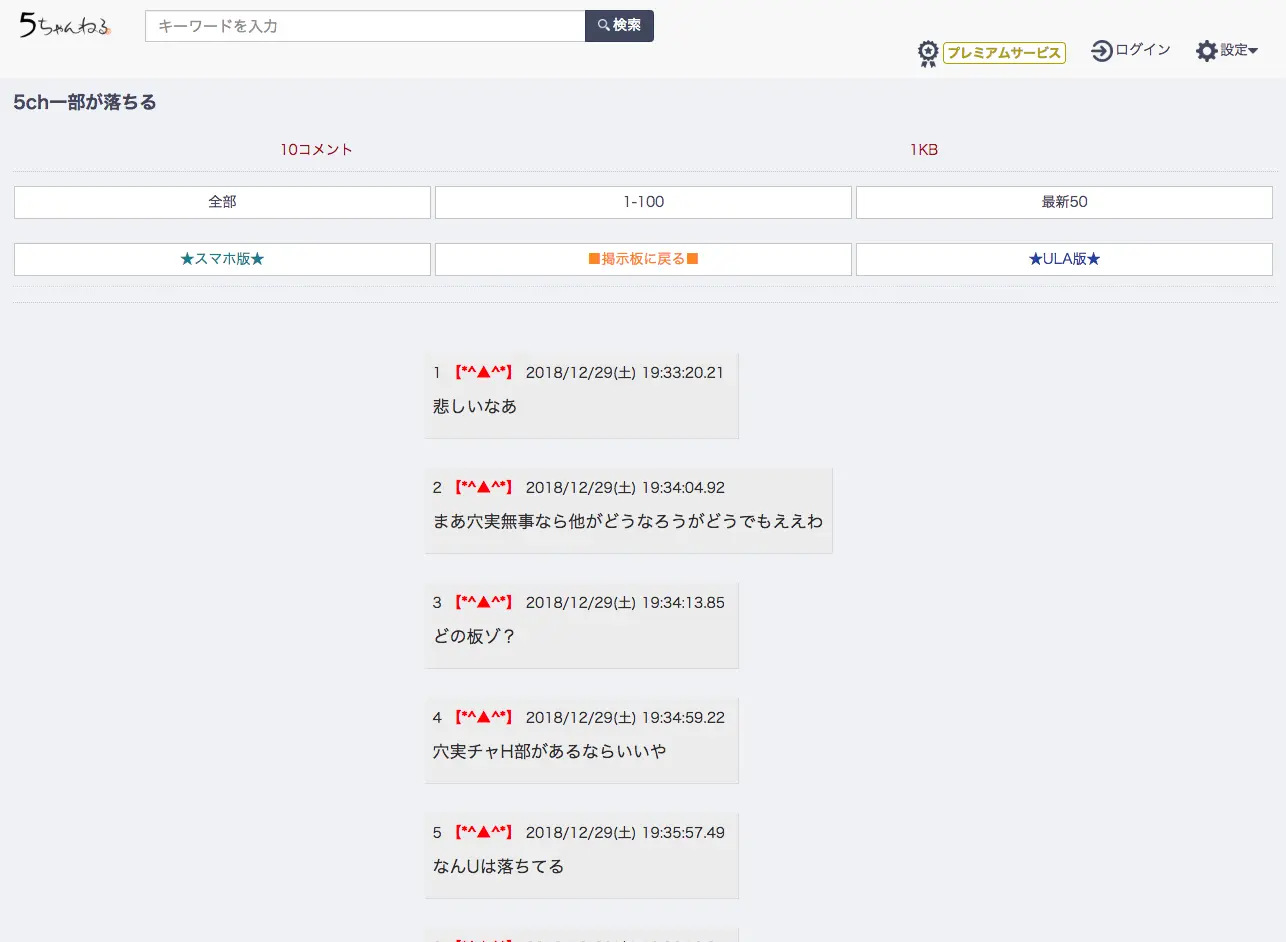 5ちゃんねる
キーワードを入力
検索
プレミアムサービス
ログイン
設定
5ch一部が落ちる
10コメント
1KB
全部
1-100
最新50
★スマホ版★
■掲示板に戻る■
★ULA版★
1 【*^▲^*】 2018/12/29(土) 19:33:20.21
悲しいなあ
2 【*^▲^*】 2018/12/29(土) 19:34:04.92
まあ穴実無事なら他がどうなろうがどうでもええわ
3 【*^▲^*】 2018/12/29(土) 19:34:13.85
どの板ゾ？
4 【*^▲^*】 2018/12/29(土) 19:34:59.22
穴実チャH部があるならいいや
5 【*^▲^*】 2018/12/29(土) 19:35:57.49
なんUは落ちてる